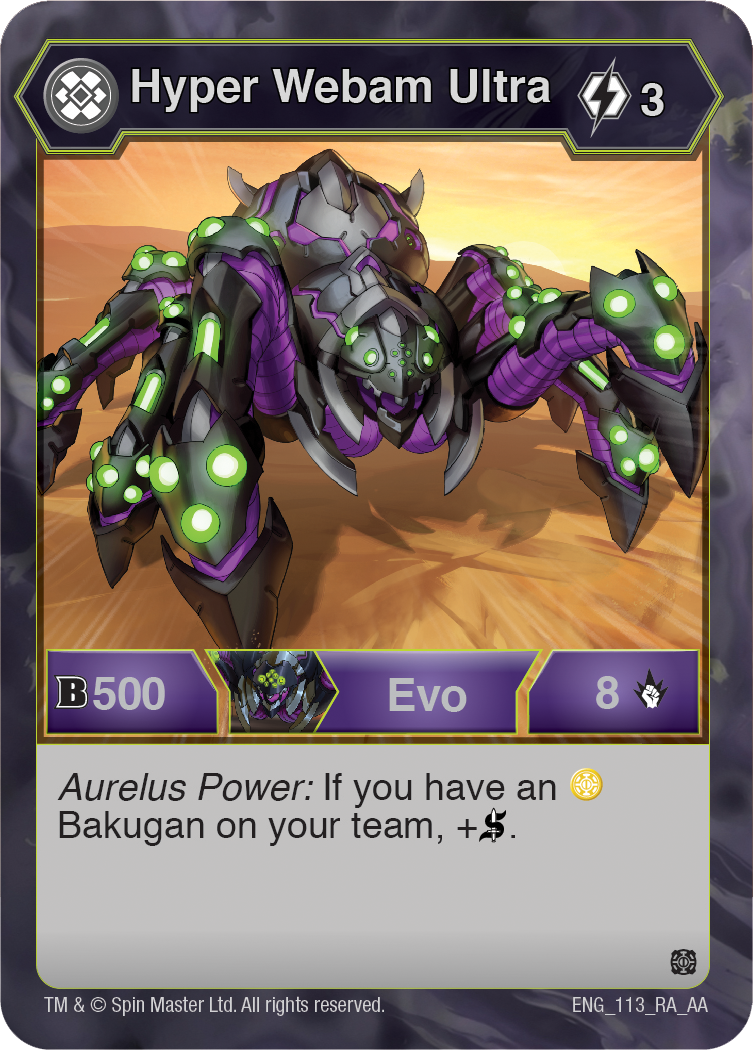 Hyper Webam Ultra 3
B500 Evo 8
Aurelus Power: If you have an
Bakugan on your team, + .
TM & © Spin Master Ltd. All rights reserved. ENG_113_RA_AA